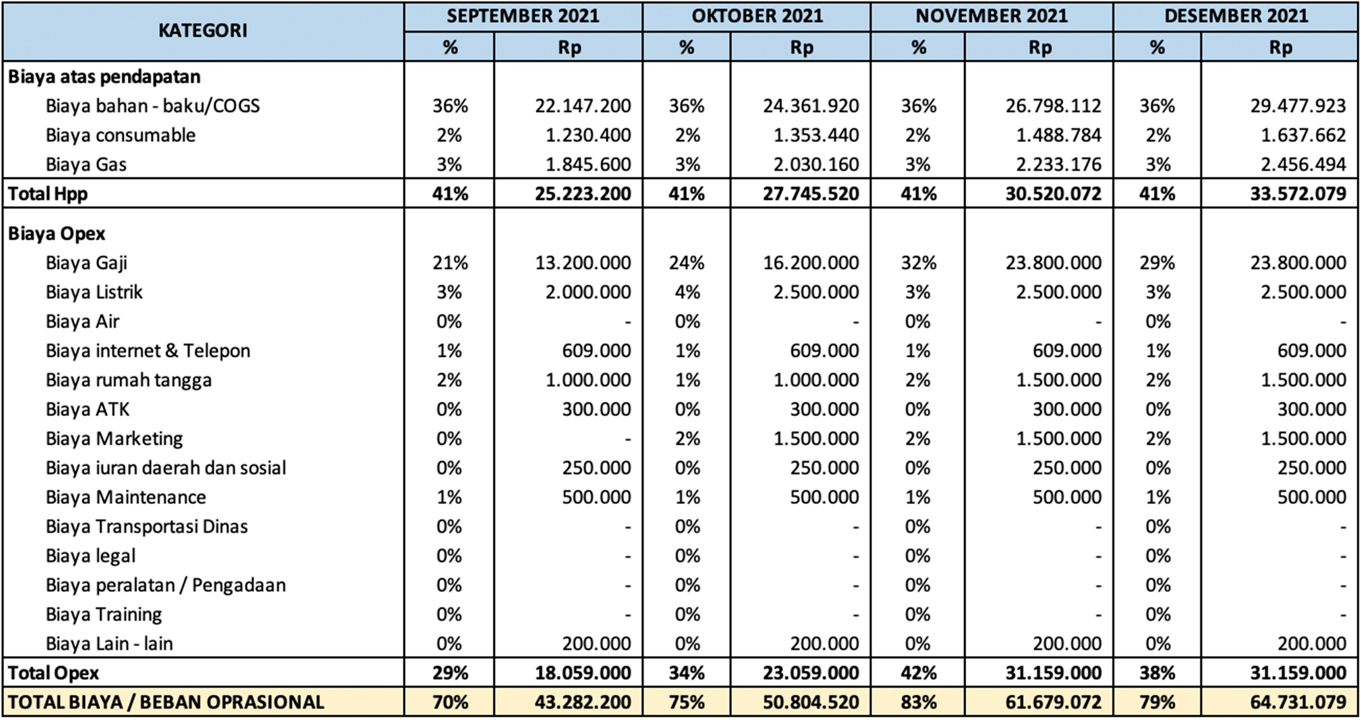 KATEGORI SEPTEMBER 2021 OKTOBER 2021 NOVEMBER 2021 DESEMBER 2021
% Rp % Rp % Rp % Rp
Biaya atas pendapatan
Biaya bahan - baku/COGS 36% 22.147.200 36% 24.361.920 36% 26.798.112 36% 29.477.923
Biaya consumable 2% 1.230.400 2% 1.353.440 2% 1.488.784 2% 1.637.662
Biaya Gas 3% 1.845.600 3% 2.030.160 3% 2.233.176 3% 2.456.494
Total Hpp 41% 25.223.200 41% 27.745.520 41% 30.520.072 41% 33.572.079
Biaya Opex
Biaya Gaji 21% 13.200.000 24% 16.200.000 32% 23.800.000 29% 23.800.000
Biaya Listrik 3% 2.000.000 4% 2.500.000 3% 2.500.000 3% 2.500.000
Biaya Air 0% - 0% - 0% - 0% -
Biaya internet & Telepon 1% 609.000 1% 609.000 1% 609.000 1% 609.000
Biaya rumah tangga 2% 1.000.000 1% 1.000.000 2% 1.500.000 2% 1.500.000
Biaya ATK 0% 300.000 0% 300.000 0% 300.000 0% 300.000
Biaya Marketing 0% - 2% 1.500.000 2% 1.500.000 2% 1.500.000
Biaya iuran daerah dan sosial 0% 250.000 0% 250.000 0% 250.000 0% 250.000
Biaya Maintenance 1% 500.000 1% 500.000 1% 500.000 1% 500.000
Biaya Transportasi Dinas 0% - 0% - 0% - 0% -
Biaya legal 0% - 0% - 0% - 0% -
Biaya peralatan / Pengadaan 0% - 0% - 0% - 0% -
Biaya Training 0% - 0% - 0% - 0% -
Biaya Lain - lain 0% 200.000 0% 200.000 0% 200.000 0% 200.000
Total Opex 29% 18.059.000 34% 23.059.000 42% 31.159.000 38% 31.159.000
TOTAL BIAYA / BEBAN OPRASIONAL 70% 43.282.200 75% 50.804.520 83% 61.679.072 79% 64.731.079